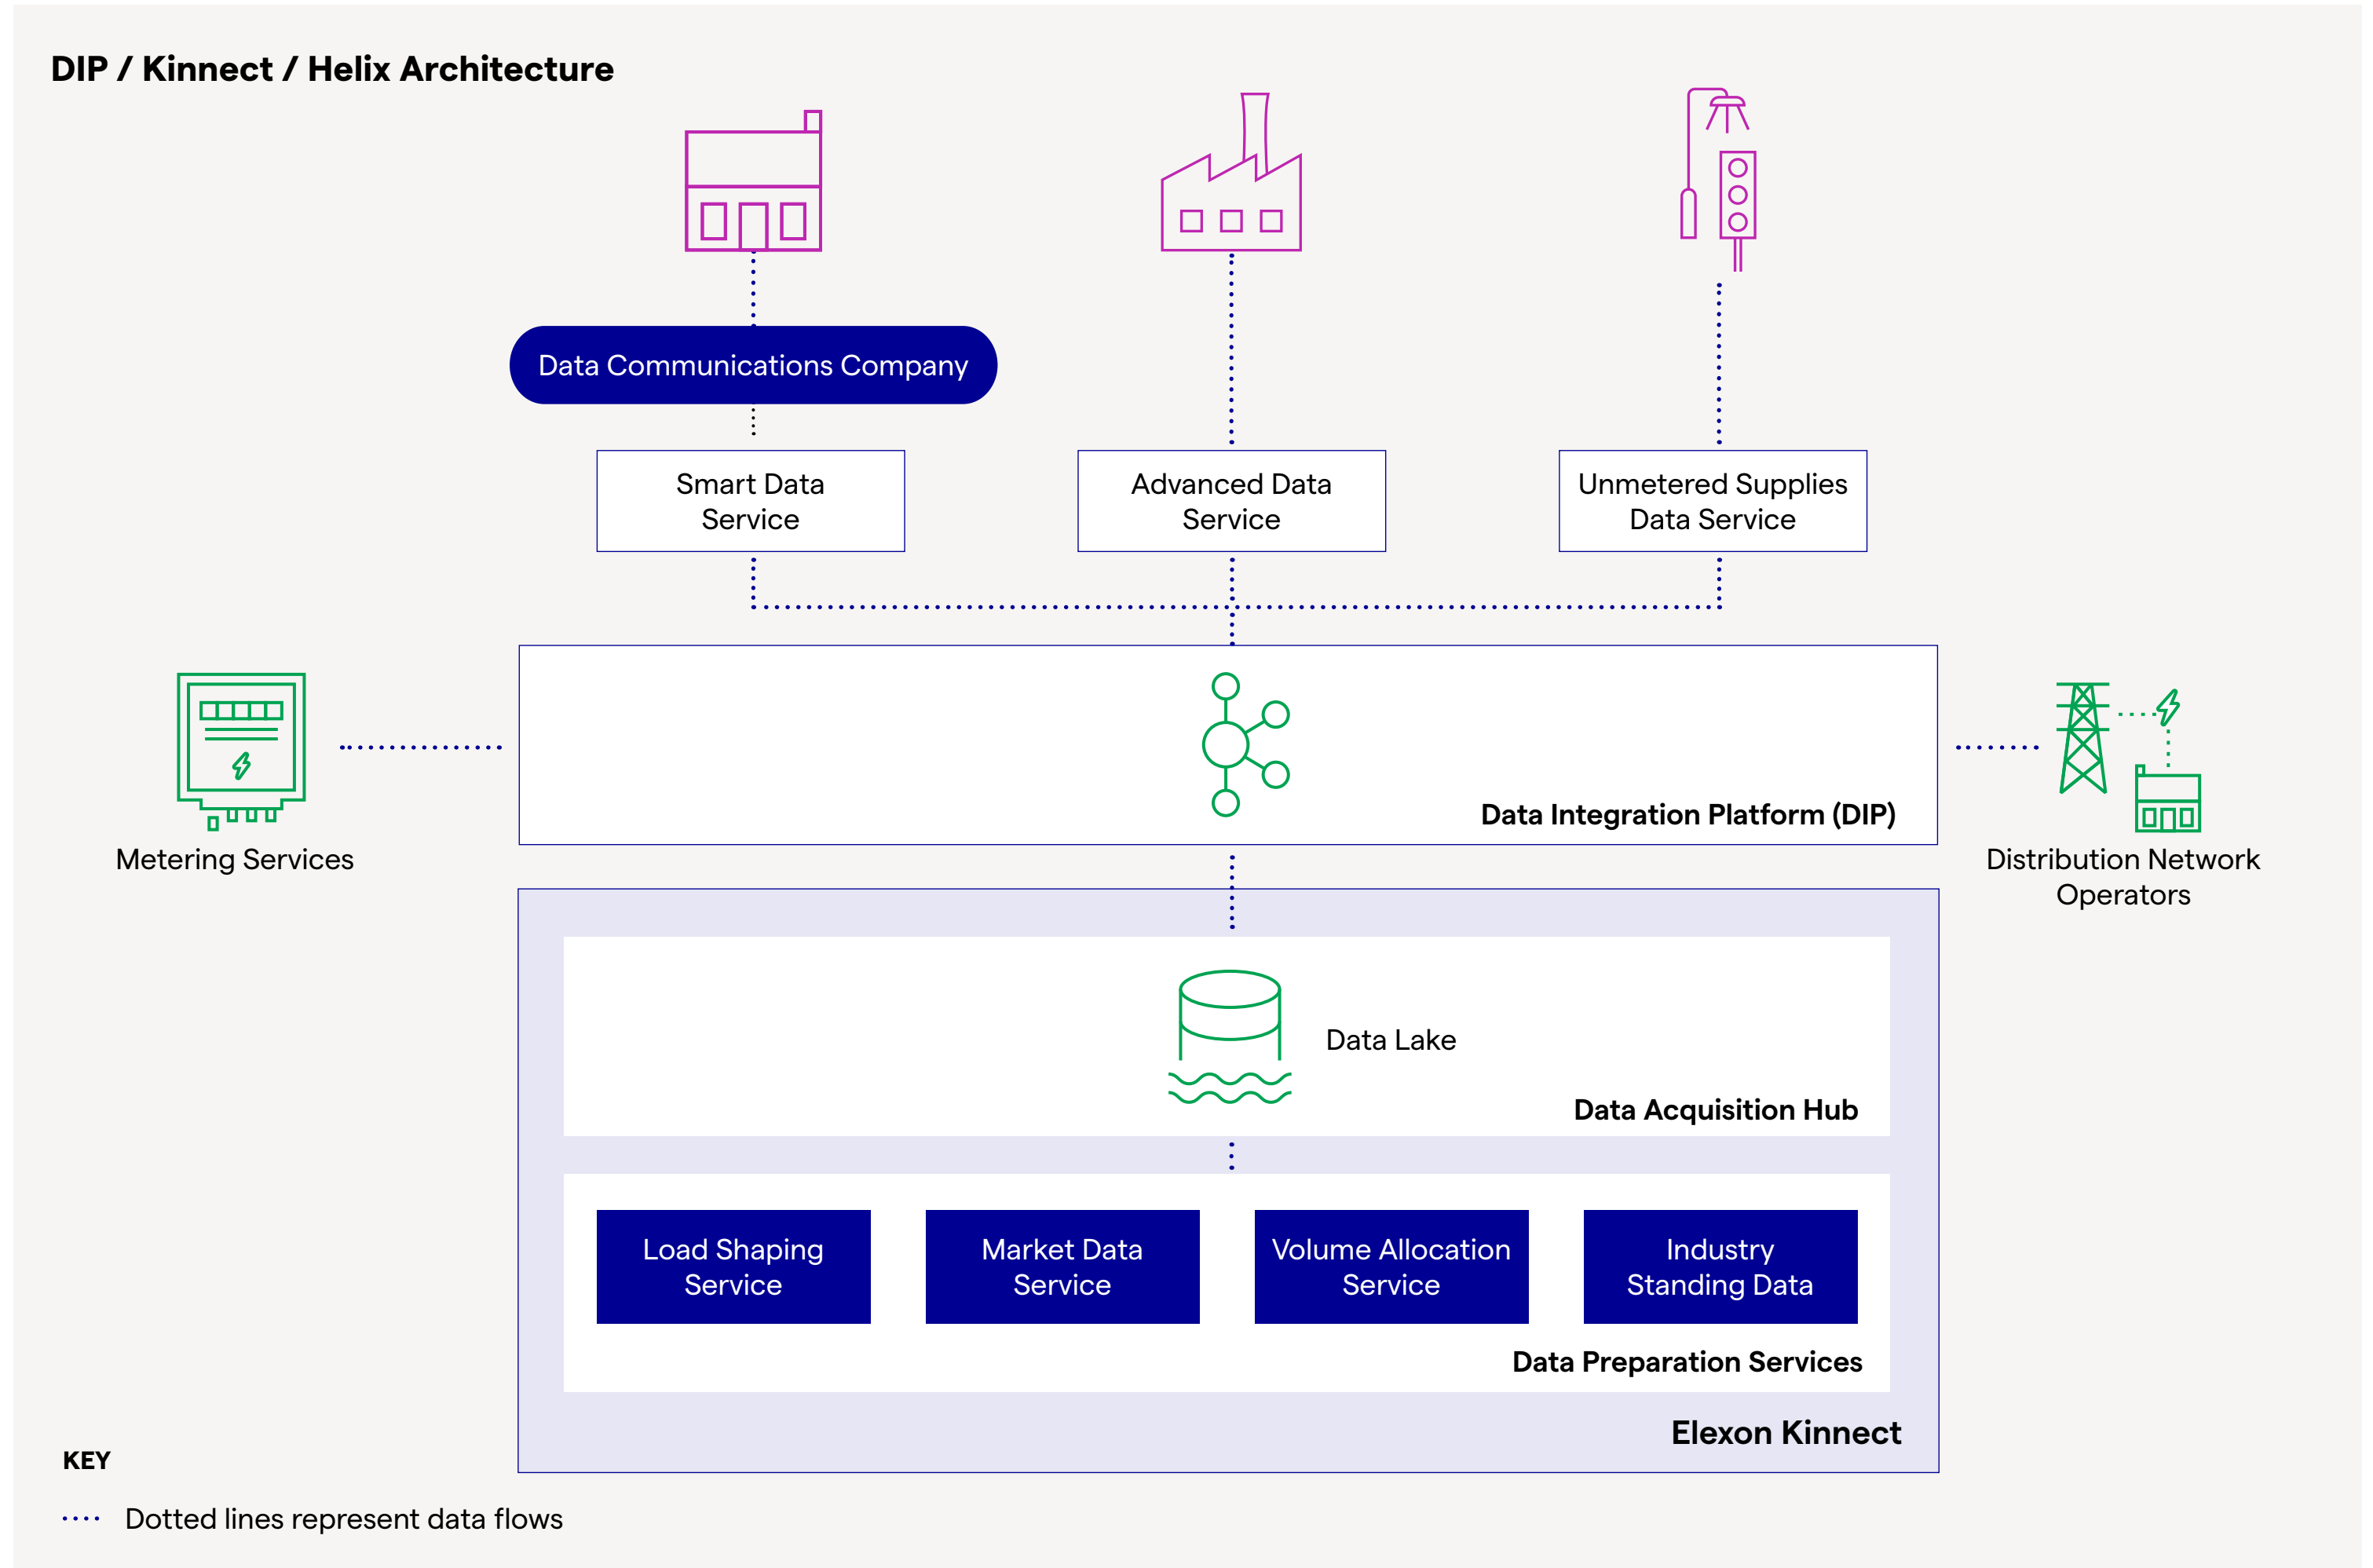 DIP / Kinnect / Helix Architecture
Data Communications Company
Smart Data
Service
Advanced Data
Service
Unmetered Supplies
Data Service
Metering Services
Data Integration Platform (DIP)
Distribution Network
Operators
Data Lake
Data Acquisition Hub
Load Shaping
Service
Market Data
Service
Volume Allocation
Service
Industry
Standing Data
Data Preparation Services
Elexon Kinnect
KEY
Dotted lines represent data flows